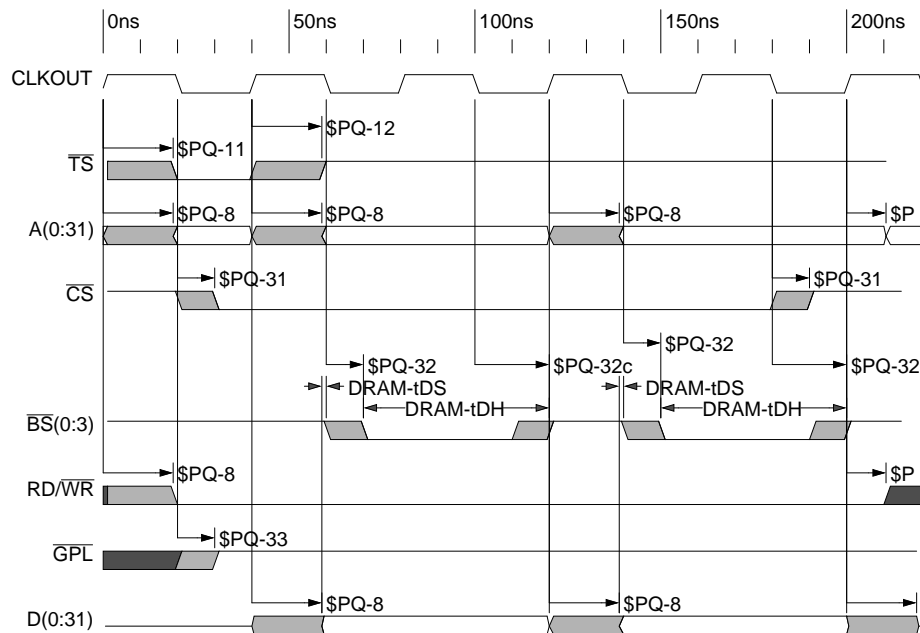 0ns 50ns 100ns 150ns 200ns
CLKOUT
$PQ-12
$PQ-11
TS
$PQ-8 $PQ-8 $PQ-8 $P
A(0:31)
$PQ-31 $PQ-31
CS
$PQ-32
$PQ-32 $PQ-32c $PQ-32
DRAM-tDS DRAM-tDS
DRAM-tDH DRAM-tDH
BS(0:3)
$PQ-8 $P
RD/WR
$PQ-33
GPL
$PQ-8 $PQ-8
D(0:31)